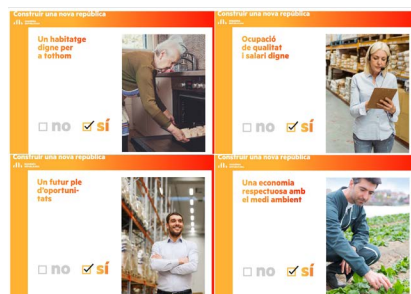 Construir una nova república
Un habitatge
digne per
a tothom
no sí
Construir una nova república
Ocupació
de qualitat
i salari digne
no sí
Construir una nova república
Un futur ple
d'oportuni-
tats
no sí
Construir una nova república
Una economia
respectuosa amb
el medi ambient
no sí